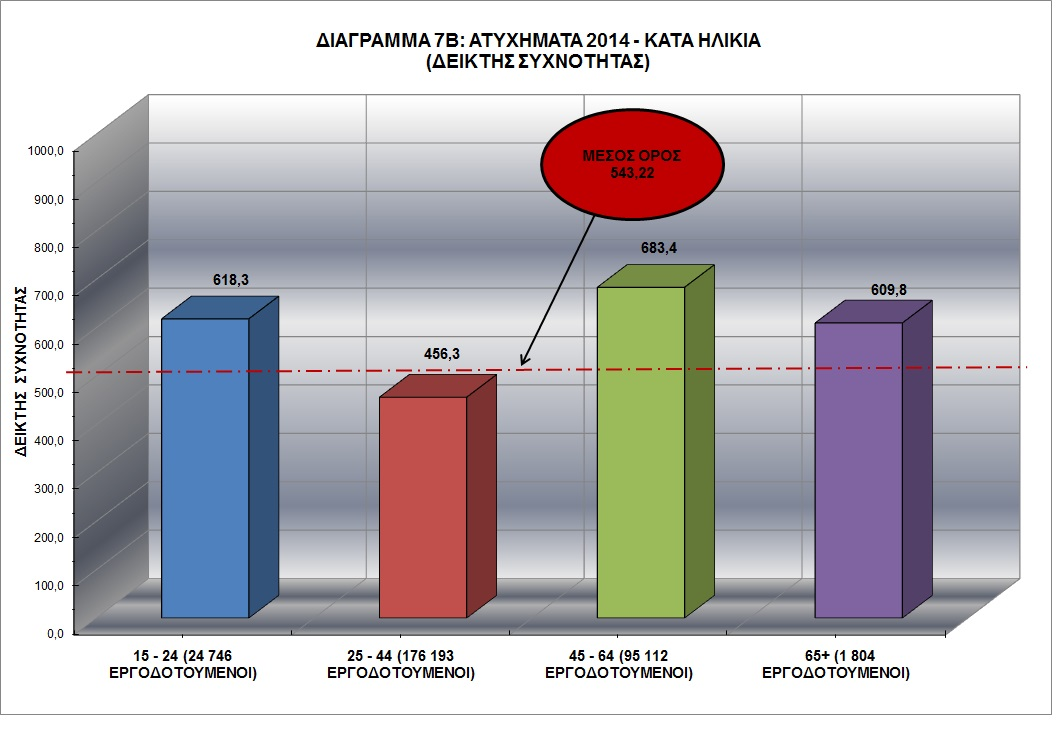 ΔΙΑΓΡΑΜΜΑ 7Β: ΑΤΥΧΗΜΑΤΑ 2014 - ΚΑΤΑ ΗΛΙΚΙΑ
(ΔΕΙΚΤΗΣ ΣΥΧΝΟΤΗΤΑΣ)
ΜΕΣΟΣ ΟΡΟΣ
543,22
1000,0
900,0
800,0
700,0
600,0
500,0
400,0
300,0
200,0
100,0
0,0
ΔΕΙΚΤΗΣ ΣΥΧΝΟΤΗΤΑΣ
618,3
456,3
683,4
609,8
15 - 24 (24 746
ΕΡΓΟΔΟΤΟΥΜΕΝΟΙ)
25 - 44 (176 193
ΕΡΓΟΔΟΤΟΥΜΕΝΟΙ)
45 - 64 (95 112
ΕΡΓΟΔΟΤΟΥΜΕΝΟΙ)
65+ (1 804
ΕΡΓΟΔΟΤΟΥΜΕΝΟΙ)